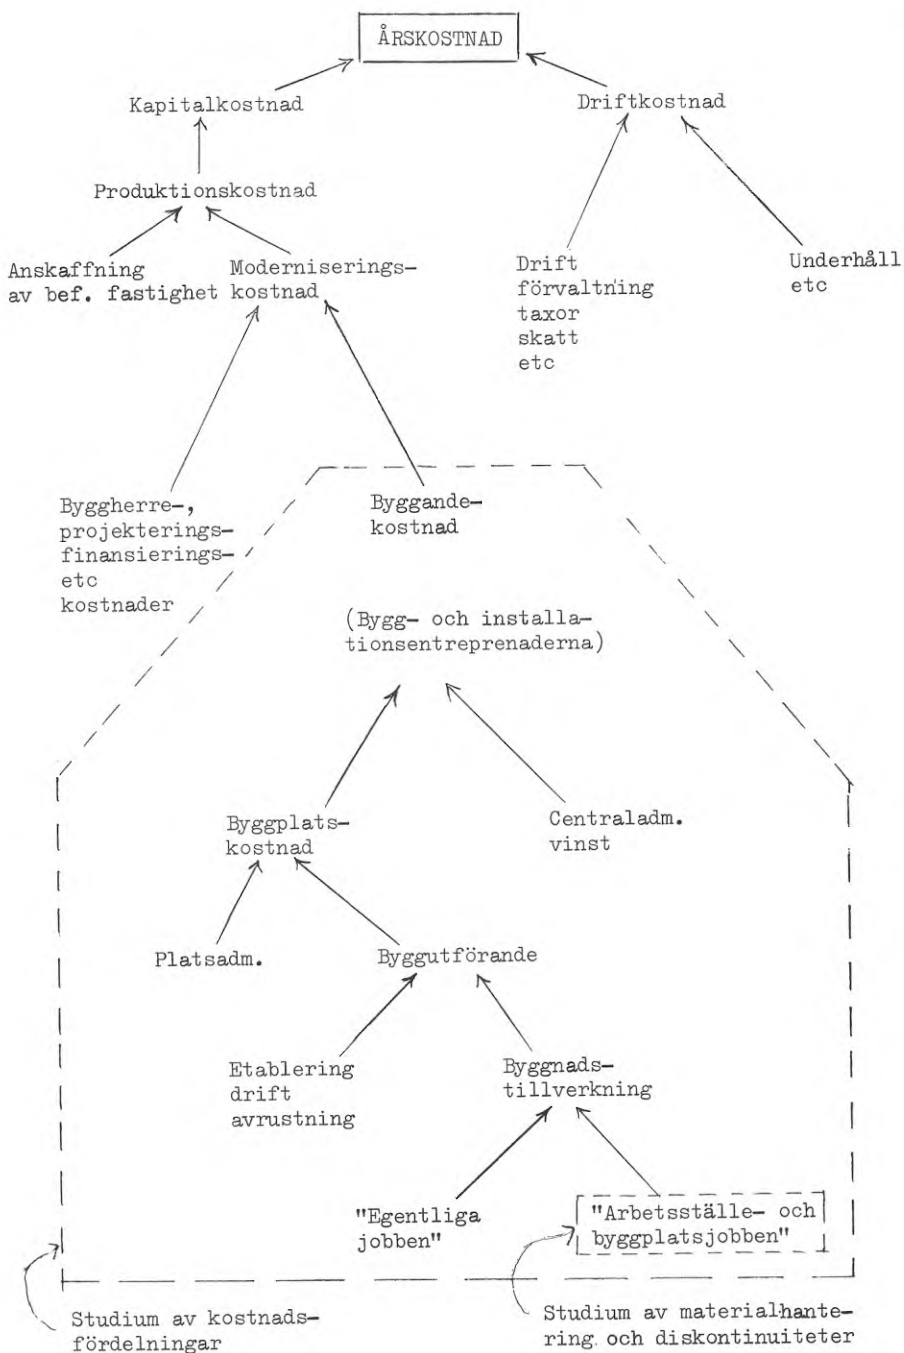 ÅRSKOSTNAD
Kapitalkostnad
Driftkostnad
Produktionskostnad
Anskaffning
av bef. fastighet
Moderniserings-
kostnad
Drift
förvaltning
taxor
skatt
etc
Underhåll
etc
Byggherre-,
projekterings-
finansierings-
etc
kostnader
Byggande-
kostnad
(Bygg- och installa-
tionsentreprenaderna)
Byggplats-
kostnad
Centraladm.
vinst
Platsadm.
Byggutförande
Etablering
drift
avrustning
Byggnads-
tillverkning
"Egentliga
jobben"
"Arbetsställe- och
byggplatsjobben"
Studium av kostnads-
fördelningar
Studium av materialhante-
ring och diskontinuiteter